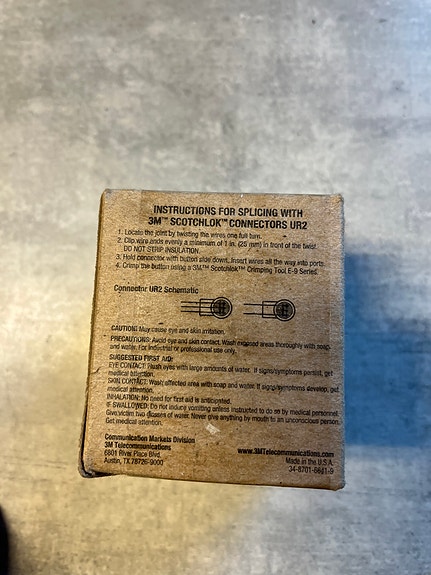 INSTRUCTIONS FOR SPLICING WITH
3M™ SCOTCHLOK™ CONNECTORS UR2
1. Locate the joint by twisting the wires one full turn.
2. Clip wire ends evenly a minimum of 1 in. (25 mm) in front of the twist.
DO NOT STRIP INSULATION.
3. Hold connector with button side down. Insert wires all the way into ports.
4. Crimp the button using a 3M™ Scotchlok™ Crimping Tool E-9 Series.
Connector UR2 Schematic
CAUTION: May cause eye and skin irritation.
PRECAUTIONS: Avoid eye and skin contact. Wash exposed areas thoroughly with soap
and water. For industrial or professional use only.
SUGGESTED FIRST AID:
EYE CONTACT: Flush eyes with large amounts of water. If signs/symptoms persist, get
medical attention.
SKIN CONTACT: Wash affected area with soap and water. If signs/symptoms develop, get
medical attention.
INHALATION: No need for first aid is anticipated.
IF SWALLOWED: Do not induce vomiting unless instructed to do so by medical personnel.
Give victim two glasses of water. Never give anything by mouth to an unconscious person.
Get medical attention.
Communication Markets Division
3M Telecommunications
6801 River Place Blvd.
Austin, TX 78726-9000
www.3MTelecommunications.com
Made in the U.S.A.
34-8701-6611-9